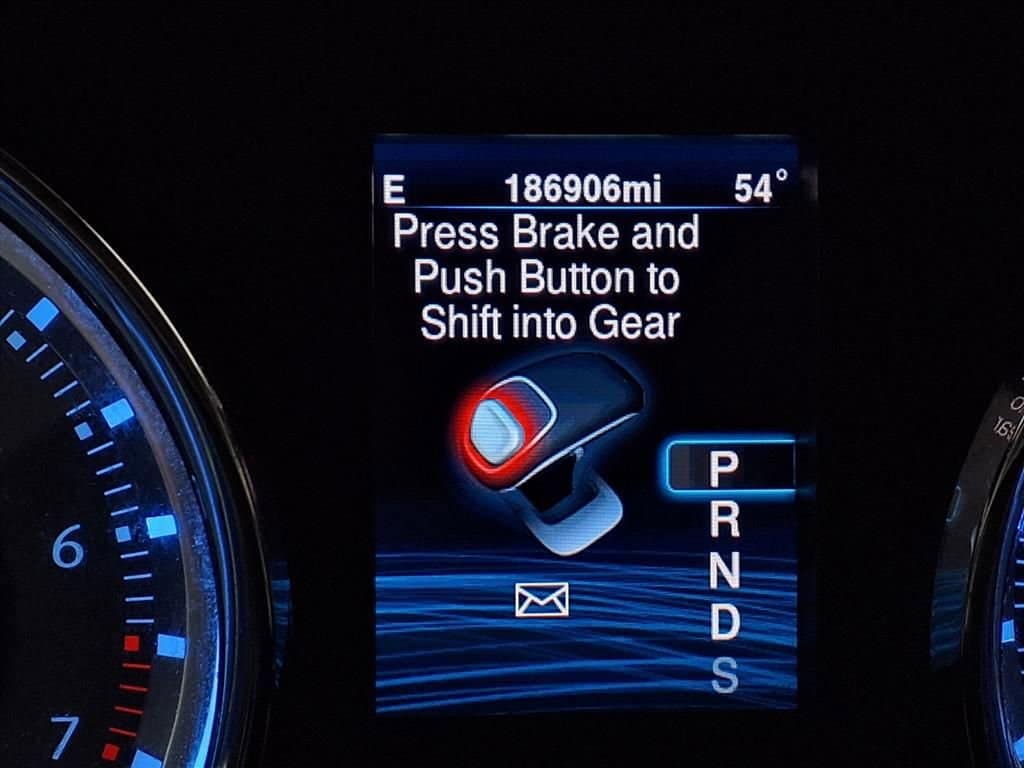 E 186906mi 54°
Press Brake and
Push Button to
Shift into Gear
P
R
N
D
S
6
7